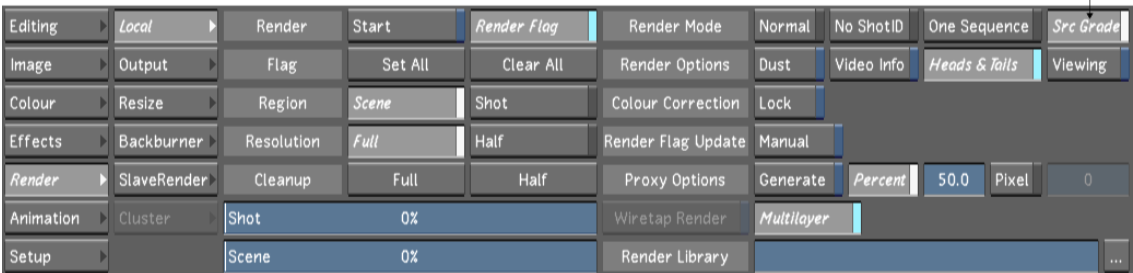 Editing Local Render Start Render Flag Render Mode Normal No ShotID One Sequence Src Grade
Image Output Flag Set All Clear All Render Options Dust Video Info Heads & Tails Viewing
Colour Resize Region Scene Shot Colour Correction Lock
Effects Backburner Resolution Full Half Render Flag Update Manual
Render SlaveRender Cleanup Full Half Proxy Options Generate Percent 50.0 Pixel 0
Animation Cluster Shot 0% Wiretap Render Multilayer
Setup Scene 0% Render Library ...